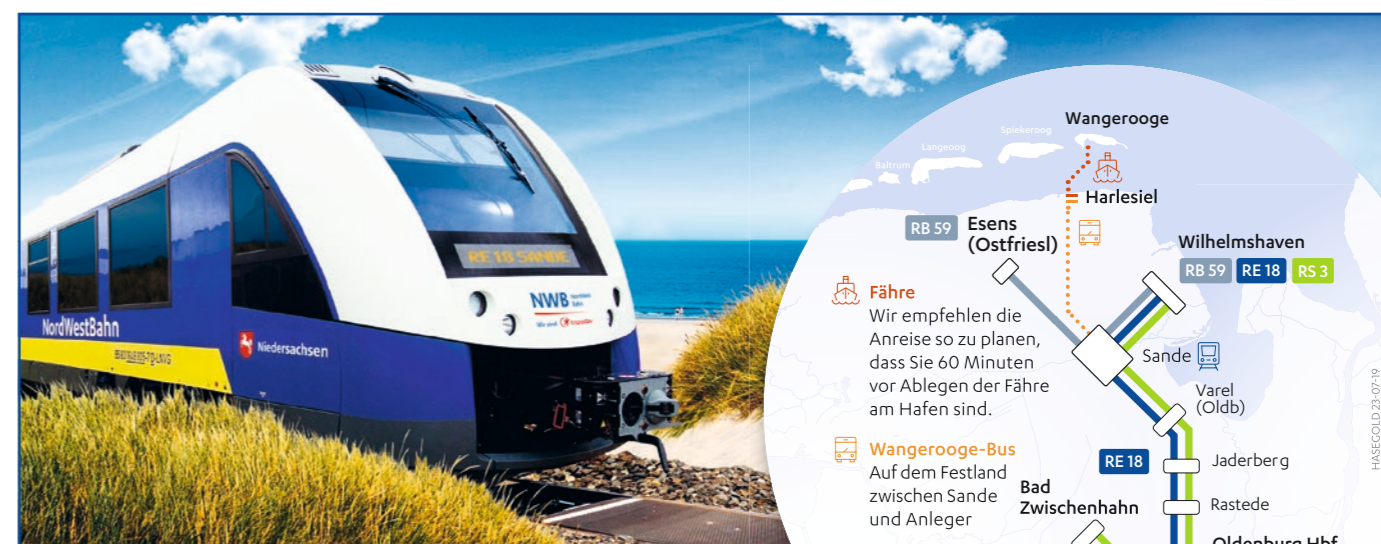 RE 18 SANDE
NWB
NordWestBahn
Niedersachsen
Wangerooge
Spiekeroog
Langeoog
Baltrum
Harlesiel
RB 59
Esens
(Ostfriesl)
Wilhelmshaven
RB 59 RE 18 RS 3
Fähre
Wir empfehlen die
Anreise so zu planen,
dass Sie 60 Minuten
vor Ablegen der Fähre
am Hafen sind.
Sande
Varel
(Oldb)
Wangerooge-Bus
Auf dem Festland
zwischen Sande
und Anleger
RE 18
Jaderberg
Bad
Zwischenhahn
Rastede
Oldenburg Hbf
HASEGOLD 23-07-19